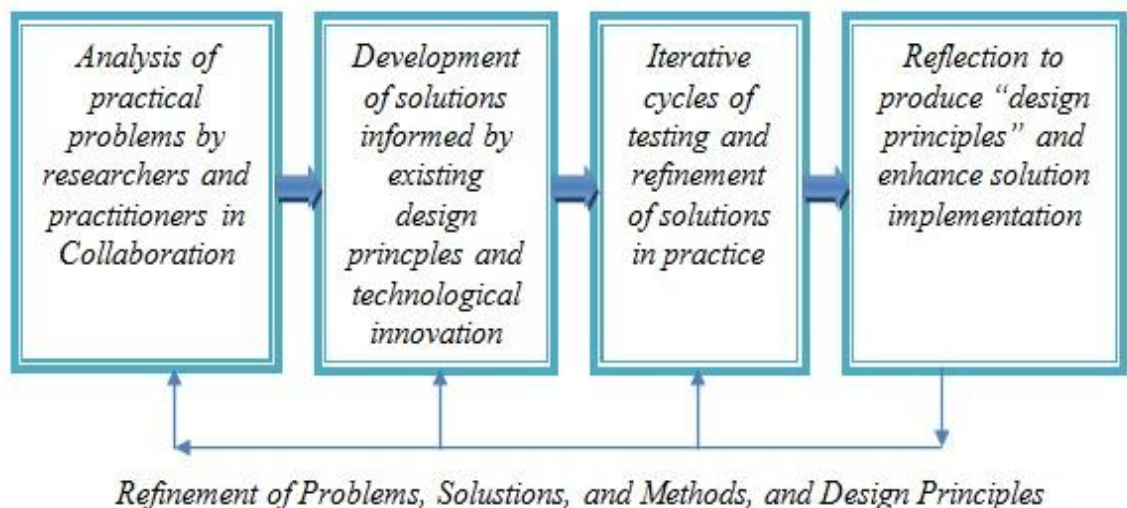 Analysis of
practical
problems by
researchers and
practitioners in
Collaboration
Development
of solutions
informed by
existing
design
princples and
technological
innovation
Iterative
cycles of
testing and
refinement
of solutions
in practice
Reflection to
produce “design
principles” and
enhance solution
implementation
Refinement of Problems, Solustions, and Methods, and Design Principles